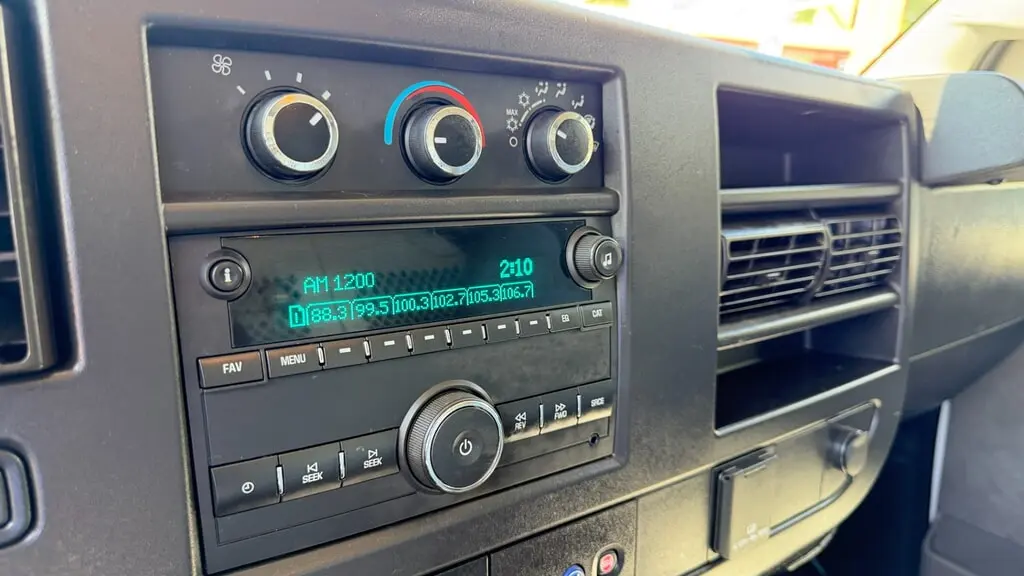 MAX
AM 1200
2:10
D 88.3 99.5 100.3 102.7 105.3 106.7
FAV
MENU
EQ
CAT
SEEK
SEEK
REV
FWD
SRCE